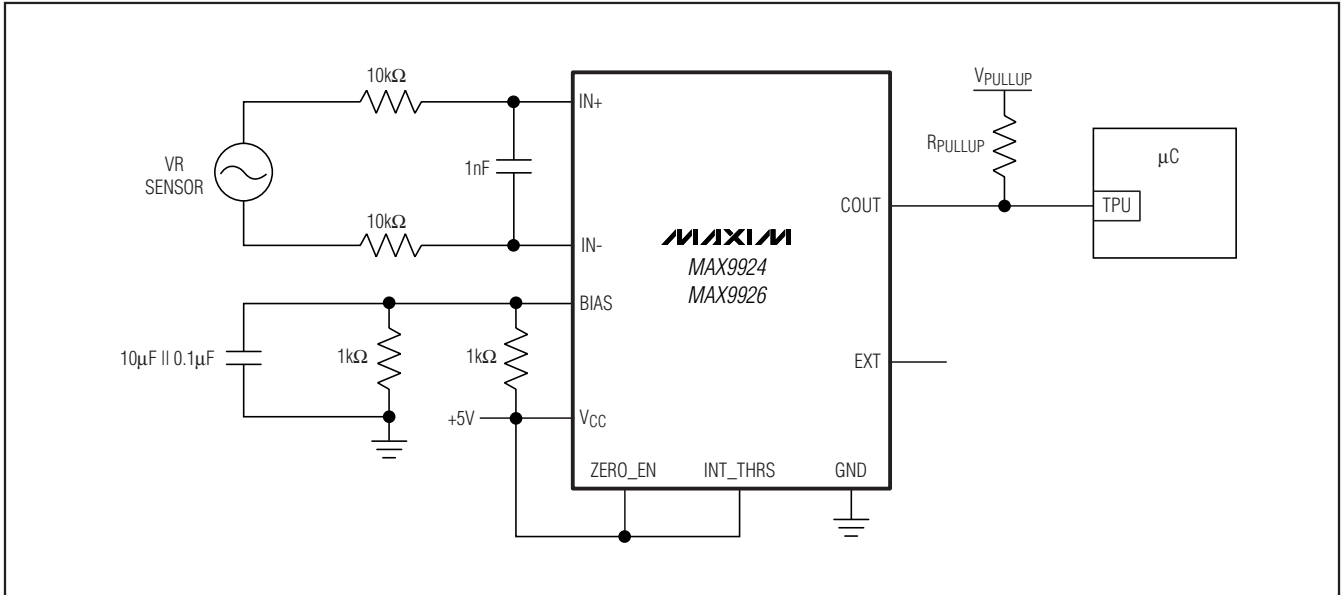 10kΩ
IN+
VR
SENSOR
1nF
10kΩ
IN-
MAXIM
MAX9924
MAX9926
COUT
VPULLUP
RPULLUP
µC
TPU
BIAS
10µF II 0.1µF
1kΩ
1kΩ
EXT
+5V
VCC
ZERO_EN
INT_THRS
GND